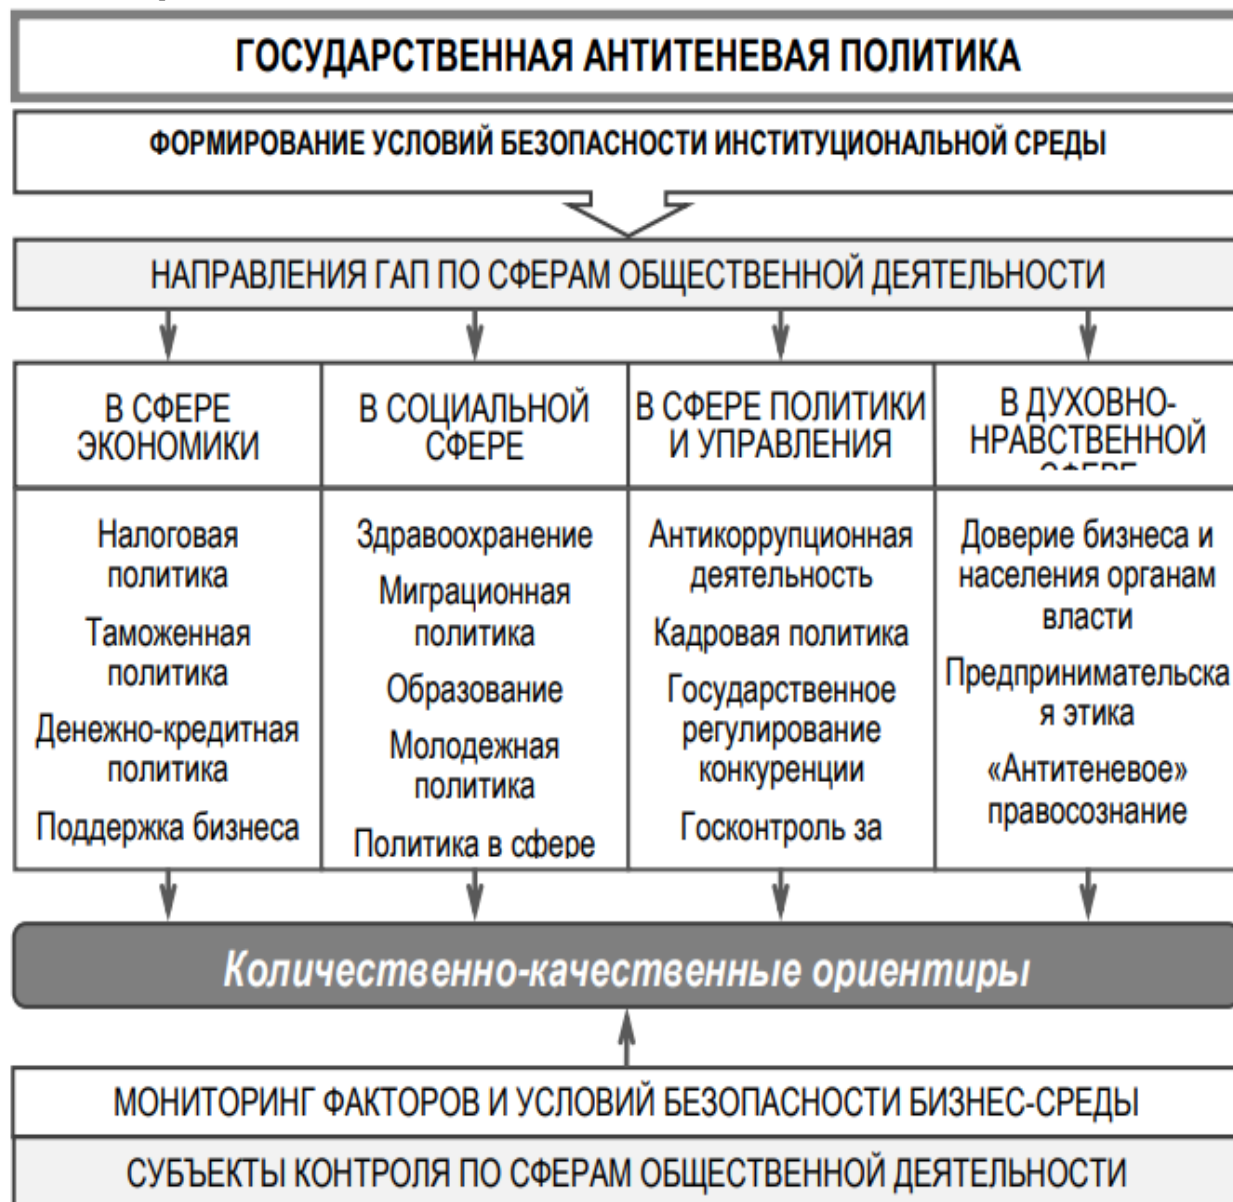 ГОСУДАРСТВЕННАЯ АНТИТЕНЕВАЯ ПОЛИТИКА
ФОРМИРОВАНИЕ УСЛОВИЙ БЕЗОПАСНОСТИ ИНСТИТУЦИОНАЛЬНОЙ СРЕДЫ
НАПРАВЛЕНИЯ ГАП ПО СФЕРАМ ОБЩЕСТВЕННОЙ ДЕЯТЕЛЬНОСТИ
В СФЕРЕ
ЭКОНОМИКИ
Налоговая
политика
Таможенная
политика
Денежно-кредитная
политика
Поддержка бизнеса
В СОЦИАЛЬНОЙ
СФЕРЕ
Здравоохранение
Миграционная
политика
Образование
Молодежная
политика
Политика в сфере
В СФЕРЕ ПОЛИТИКИ
И УПРАВЛЕНИЯ
Антикоррупционная
деятельность
Кадровая политика
Государственное
регулирование
конкуренции
Госконтроль за
В ДУХОВНО-
НРАВСТВЕННОЙ
Доверие бизнеса и
населения органам
власти
Предпринимательска
я этика
«Антитеневое»
правосознание
Количественно-качественные ориентиры
МОНИТОРИНГ ФАКТОРОВ И УСЛОВИЙ БЕЗОПАСНОСТИ БИЗНЕС-СРЕДЫ
СУБЪЕКТЫ КОНТРОЛЯ ПО СФЕРАМ ОБЩЕСТВЕННОЙ ДЕЯТЕЛЬНОСТИ